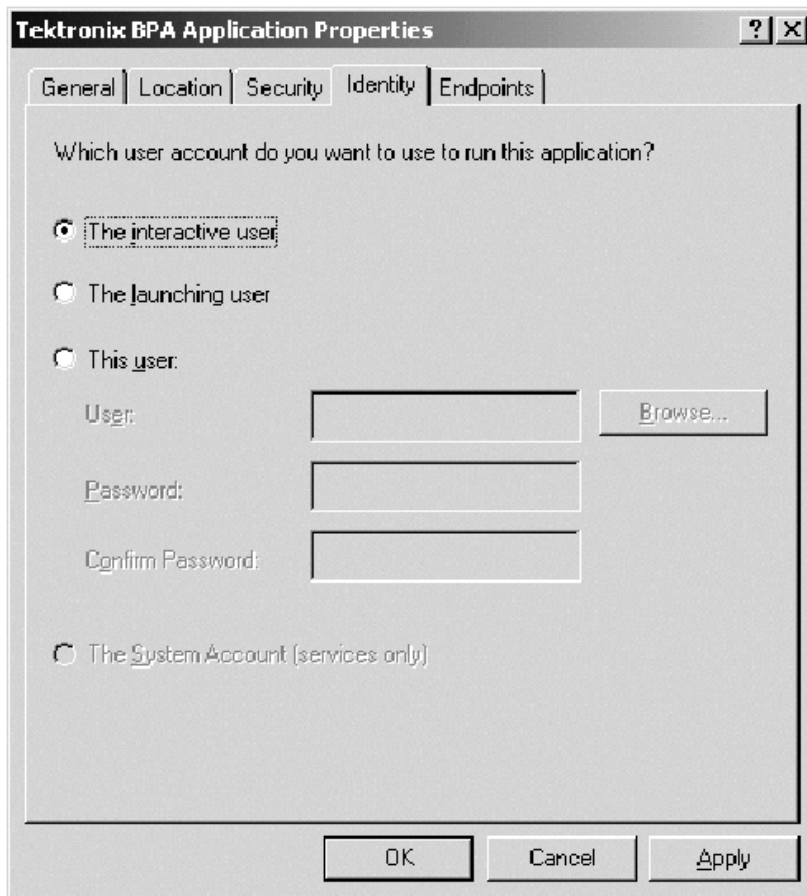 Tektronix BPA Application Properties
General Location Security Identity Endpoints
Which user account do you want to use to run this application?
The interactive user
The launching user
This user:
User: Browse...
Password:
Confirm Password:
The System Account (services only)
OK Cancel Apply